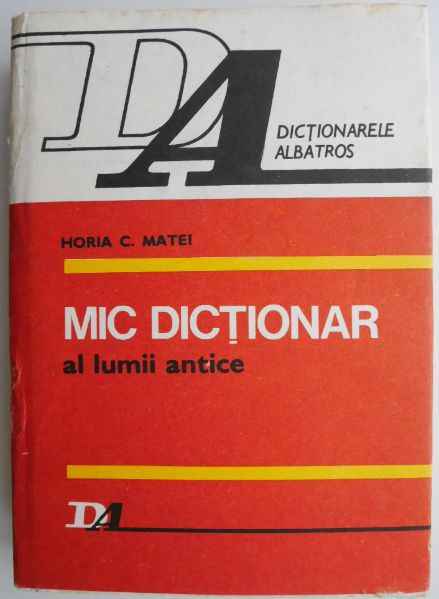 DA
DICȚIONARELE
ALBATROS
HORIA C. MATEI
MIC DICȚIONAR
al lumii antice
DA